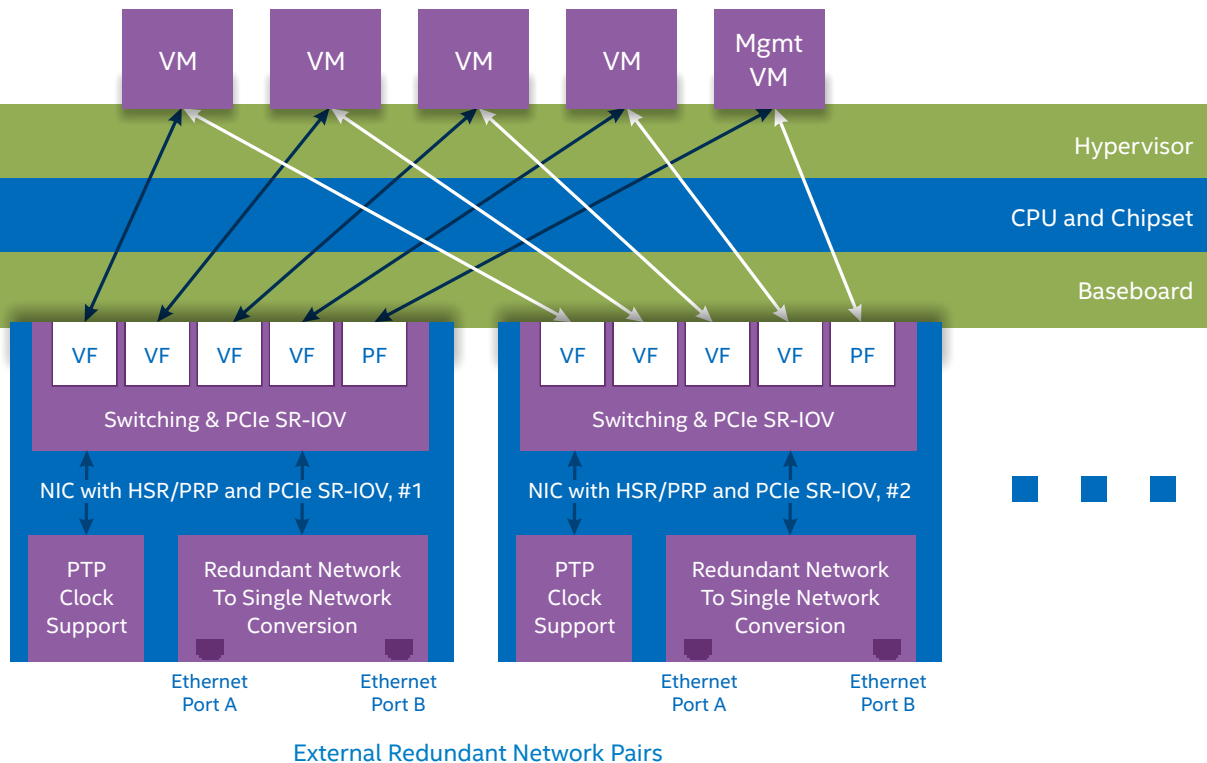 VM
VM
VM
VM
Mgmt
VM
Hypervisor
CPU and Chipset
Baseboard
VF
VF
VF
VF
PF
Switching & PCIe SR-IOV
NIC with HSR/PRP and PCIe SR-IOV, #1
PTP
Clock
Support
Redundant Network
To Single Network
Conversion
Ethernet
Port A
Ethernet
Port B
VF
VF
VF
VF
PF
Switching & PCIe SR-IOV
NIC with HSR/PRP and PCIe SR-IOV, #2
PTP
Clock
Support
Redundant Network
To Single Network
Conversion
Ethernet
Port A
Ethernet
Port B
External Redundant Network Pairs